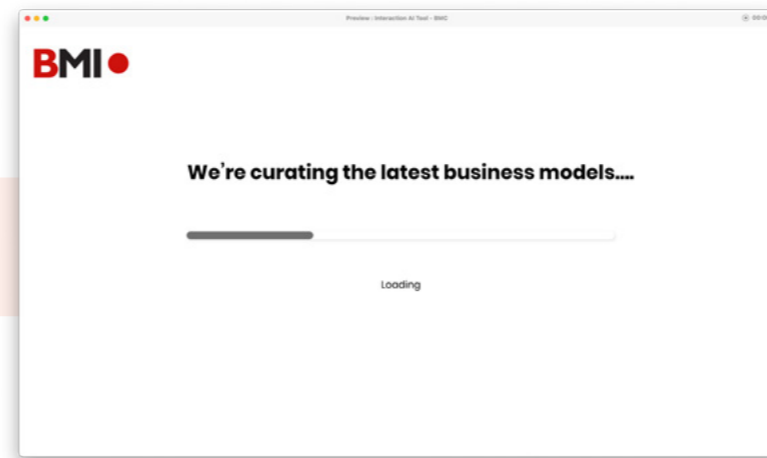 Preview : Interaction AI Tool - BMC
BMI
We're curating the latest business models....
Loading